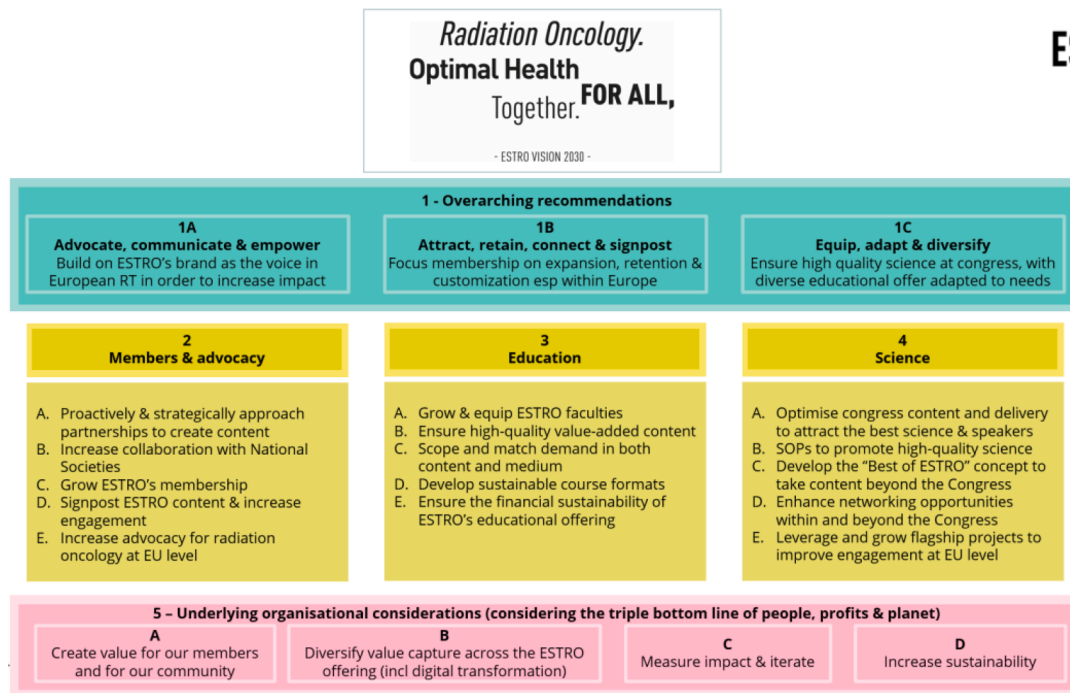 Radiation Oncology.
Optimal Health
FOR ALL,
Together.
- ESTRO VISION 2030 -
ES
1 - Overarching recommendations
1A
Advocate, communicate & empower
Build on ESTRO's brand as the voice in
European RT in order to increase impact
1B
Attract, retain, connect & signpost
Focus membership on expansion, retention &
customization esp within Europe
1C
Equip, adapt & diversify
Ensure high quality science at congress, with
diverse educational offer adapted to needs
2
Members & advocacy
A. Proactively & strategically approach
partnerships to create content
B. Increase collaboration with National
Societies
C. Grow ESTRO's membership
D. Signpost ESTRO content & increase
engagement
E. Increase advocacy for radiation
oncology at EU level
3
Education
A. Grow & equip ESTRO faculties
B. Ensure high-quality value-added content
C. Scope and match demand in both
content and medium
D. Develop sustainable course formats
E. Ensure the financial sustainability of
ESTRO's educational offering
4
Science
A. Optimise congress content and delivery
to attract the best science & speakers
B. SOPs to promote high-quality science
C. Develop the “Best of ESTRO” concept to
take content beyond the Congress
D. Enhance networking opportunities
within and beyond the Congress
E. Leverage and grow flagship projects to
improve engagement at EU level
5 – Underlying organisational considerations (considering the triple bottom line of people, profits & planet)
A
Create value for our members
and for our community
B
Diversify value capture across the ESTRO
offering (incl digital transformation)
C
Measure impact & iterate
D
Increase sustainability